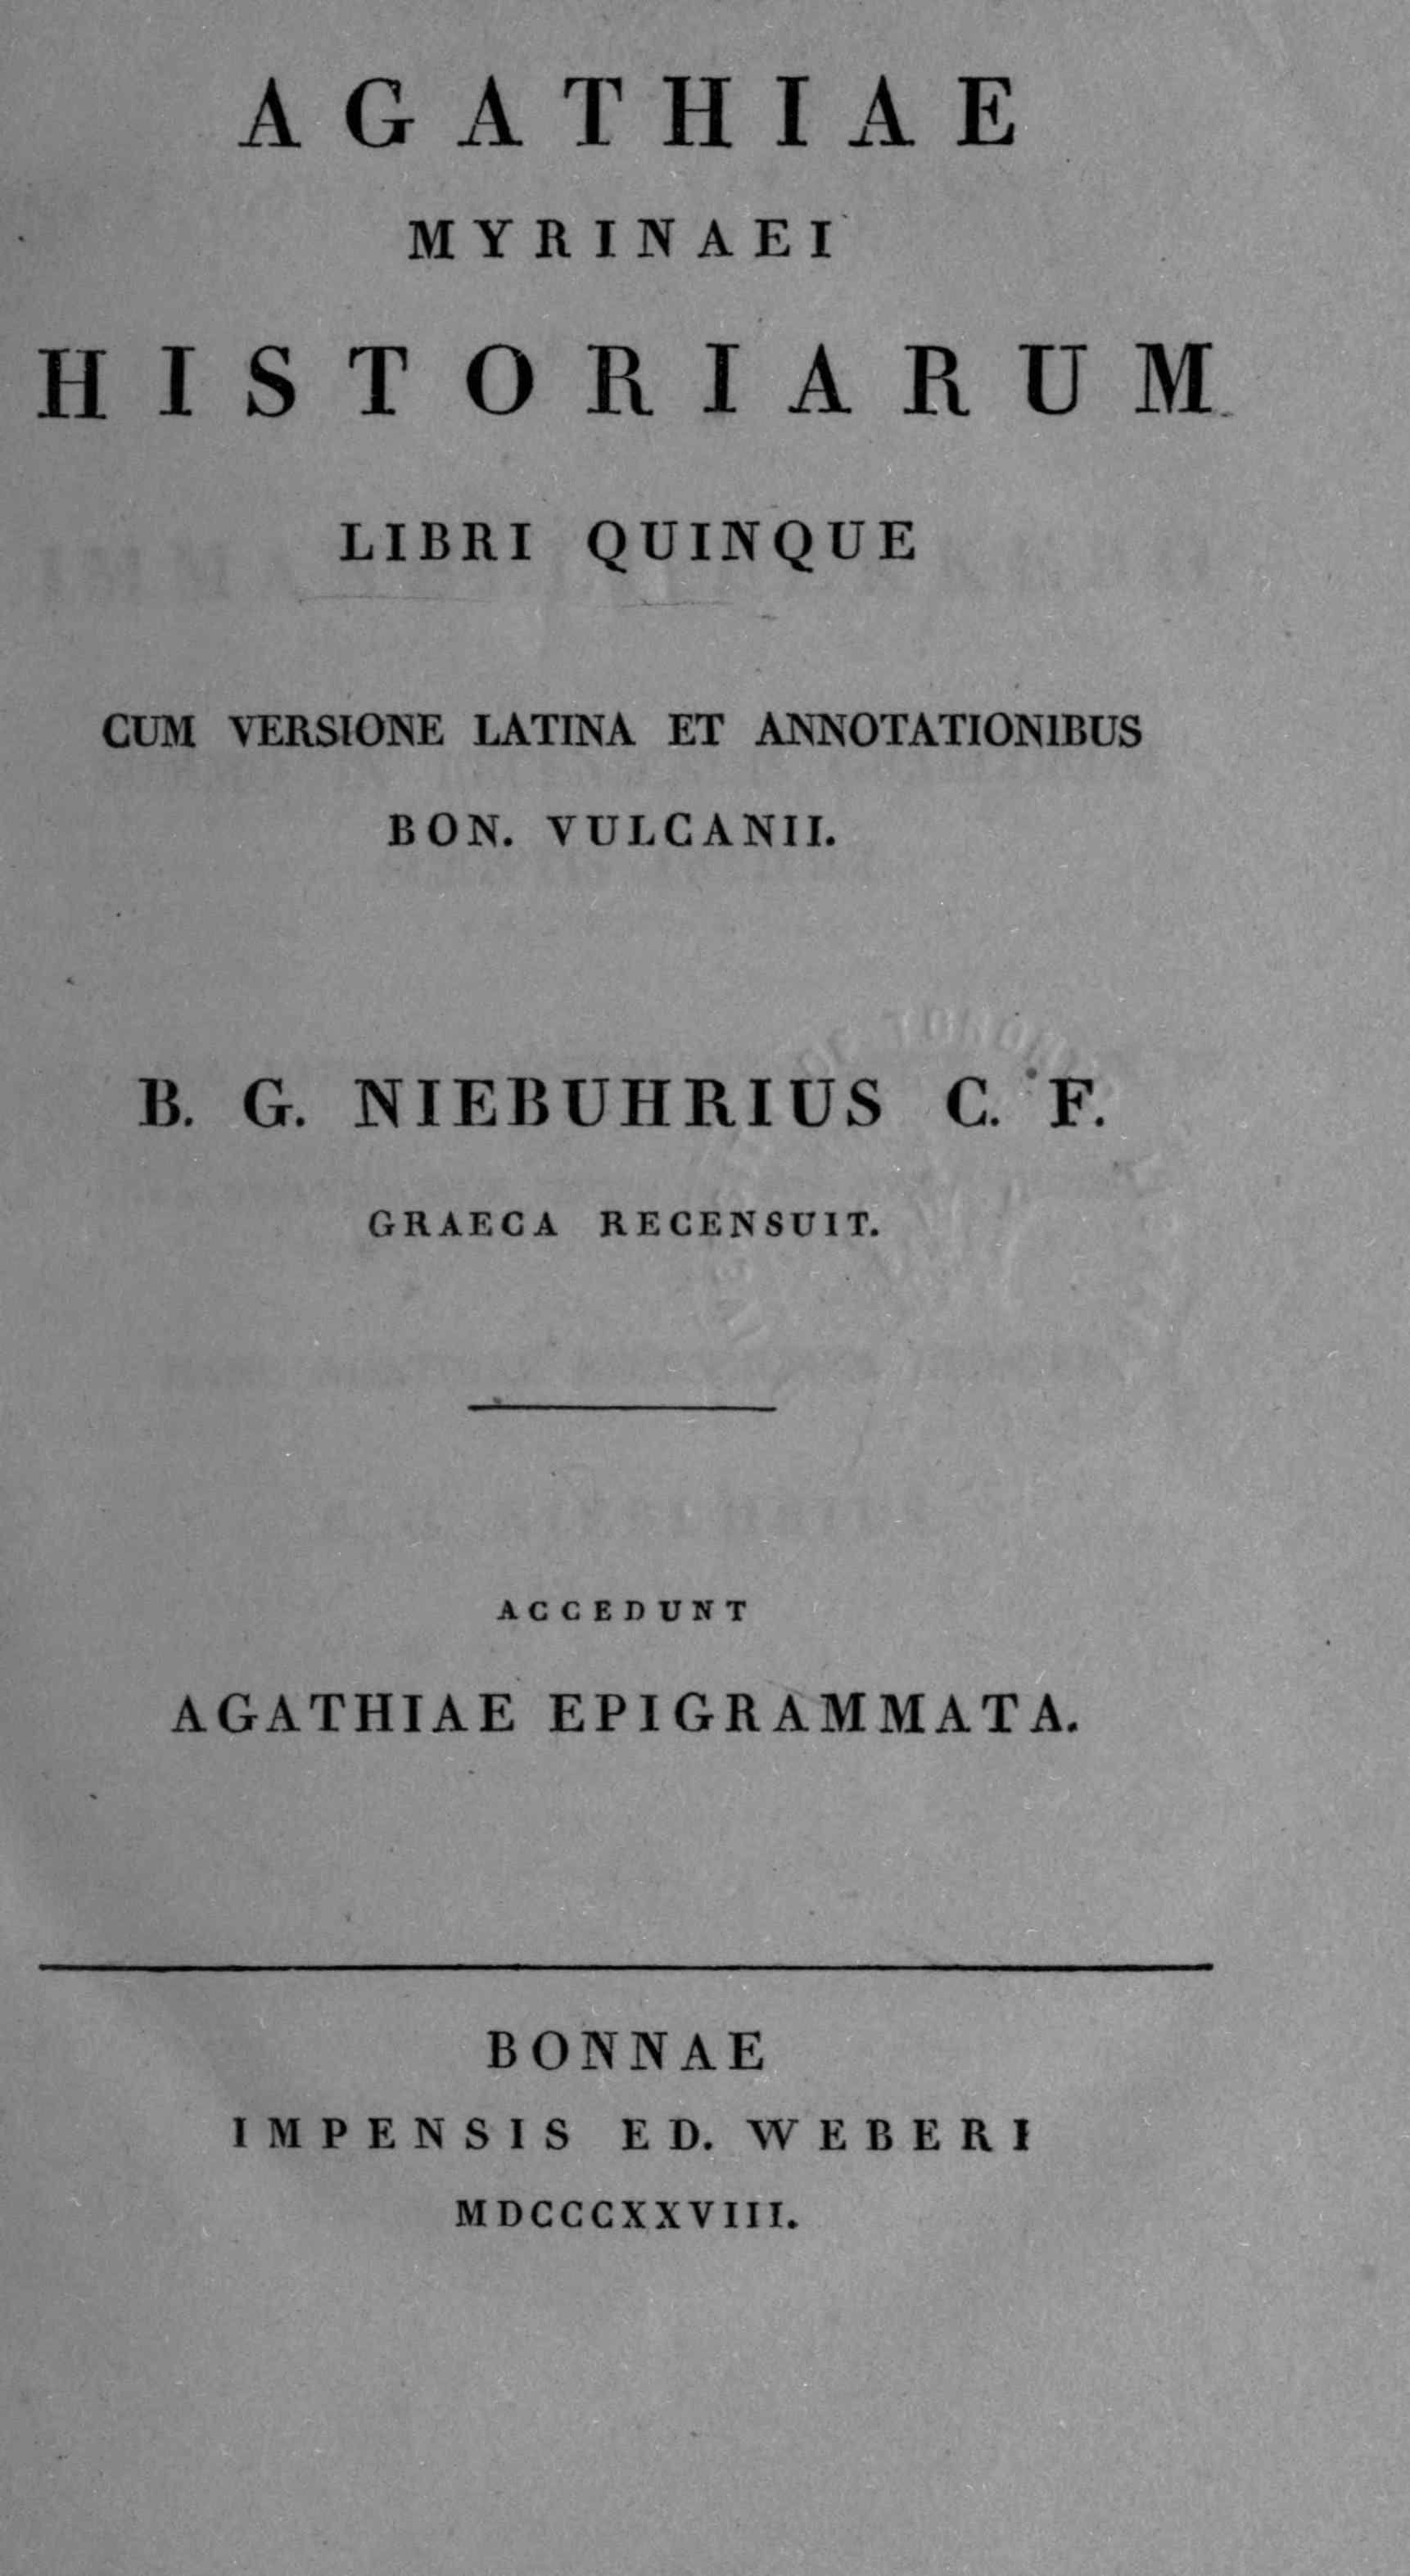 AGATHIAE
MYRINAEI
HISTORIARUM
LIBRI QUINQUE
CUM VERSIONE LATINA ET ANNOTATIONIBUS
BON. VULCANII.
B. G. NIEBUHRIUS C. F.
GRAECA RECENSUIT.
ACCEDUNT
AGATHIAE EPIGRAMMATA.
BONNAE
IMPENSIS ED. WEBERI
MDCCCXXVIII.